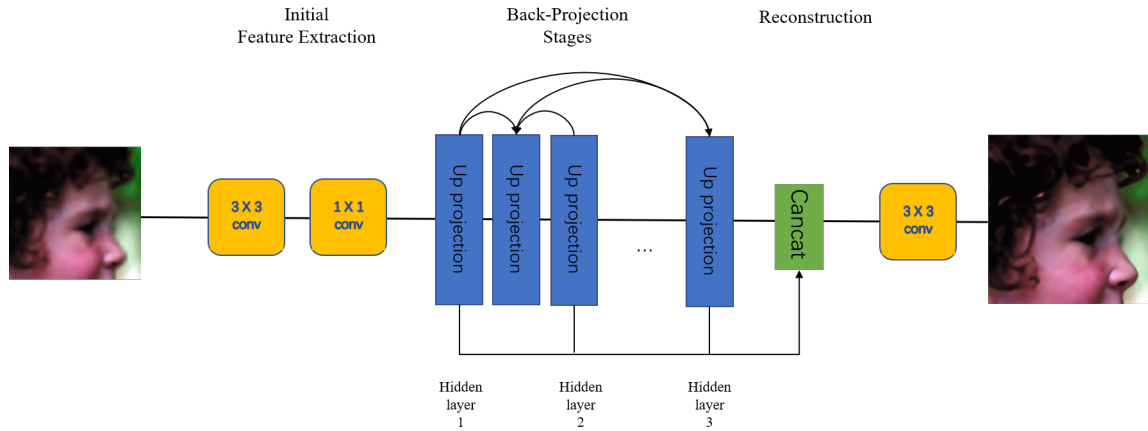 Initial
Feature Extraction
Back-Projection
Stages
Reconstruction
3 X 3
conv
1 X 1
conv
Up projection
Up projection
Up projection
...
Up projection
Cancat
3 X 3
conv
Hidden
layer
1
Hidden
layer
2
Hidden
layer
3